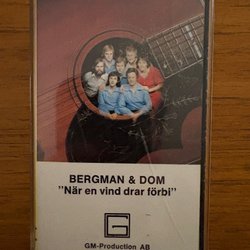 BERGMAN & DOM
"När en vind drar förbi"
G
GM-Production AB